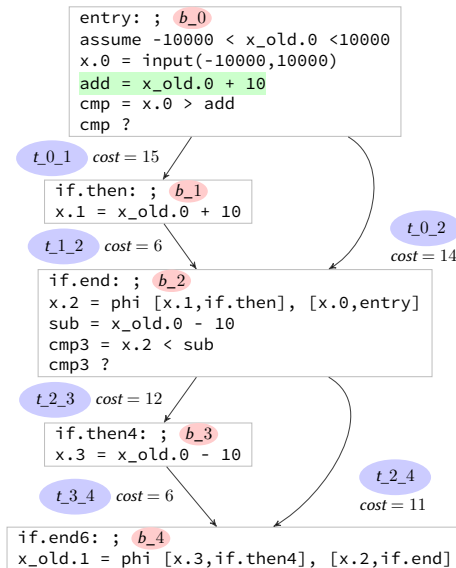 entry: ; b_0
assume -10000 < x_old.0 <10000
x.0 = input(-10000,10000)
add = x_old.0 + 10
cmp = x.0 > add
cmp ?
t_0_1 cost = 15
if.then: ; b_1
x.1 = x_old.0 + 10
t_1_2 cost = 6
t_0_2
cost = 14
if.end: ; b_2
x.2 = phi [x.1,if.then], [x.0,entry]
sub = x_old.0 - 10
cmp3 = x.2 < sub
cmp3 ?
t_2_3 cost = 12
if.then4: ; b_3
x.3 = x_old.0 - 10
t_3_4 cost = 6
t_2_4
cost = 11
if.end6: ; b_4
x_old.1 = phi [x.3,if.then4], [x.2,if.end]